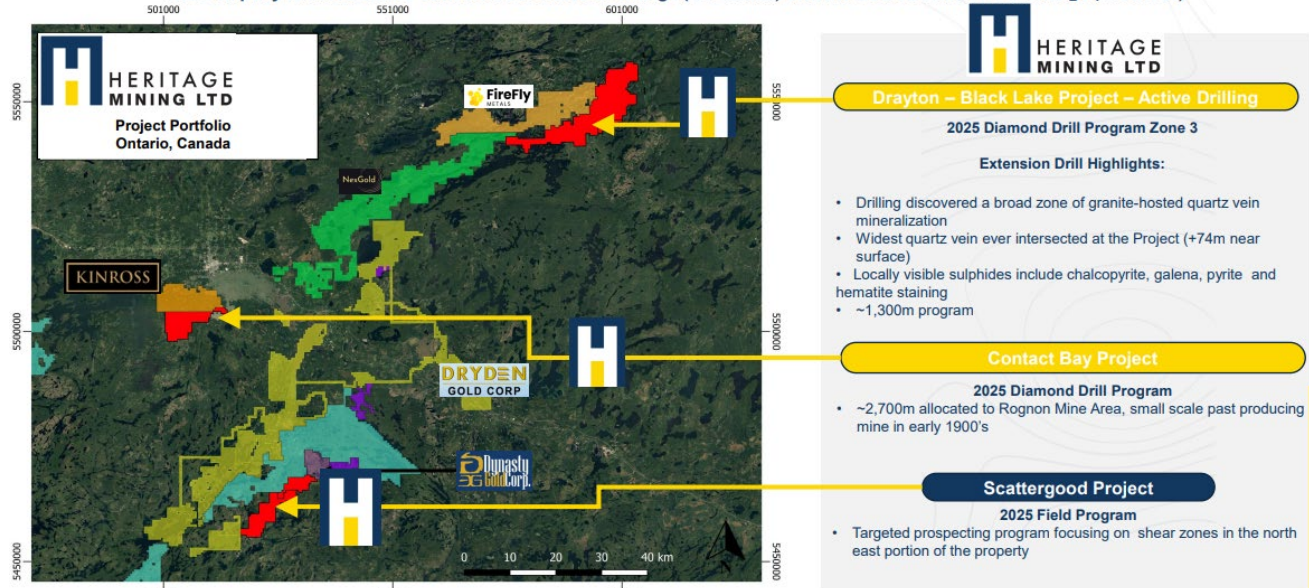 501000
551000
601000
HERITAGE
MINING LTD
Project Portfolio
Ontario, Canada
5550000
5500000
5450000
FireFly
METALS
NexGold
KINROSS
DRYDEN
GOLD CORP
Dynasty
GoldCorp.
0 10 20 30 40 km
5500000
5450000
HERITAGE
MINING LTD
Drayton – Black Lake Project – Active Drilling
2025 Diamond Drill Program Zone 3
Extension Drill Highlights:
• Drilling discovered a broad zone of granite-hosted quartz vein
mineralization
• Widest quartz vein ever intersected at the Project (+74m near
surface)
• Locally visible sulphides include chalcopyrite, galena, pyrite and
hematite staining
• ~1,300m program
Contact Bay Project
2025 Diamond Drill Program
• ~2,700m allocated to Rognon Mine Area, small scale past producing
mine in early 1900's
Scattergood Project
2025 Field Program
• Targeted prospecting program focusing on shear zones in the north
east portion of the property